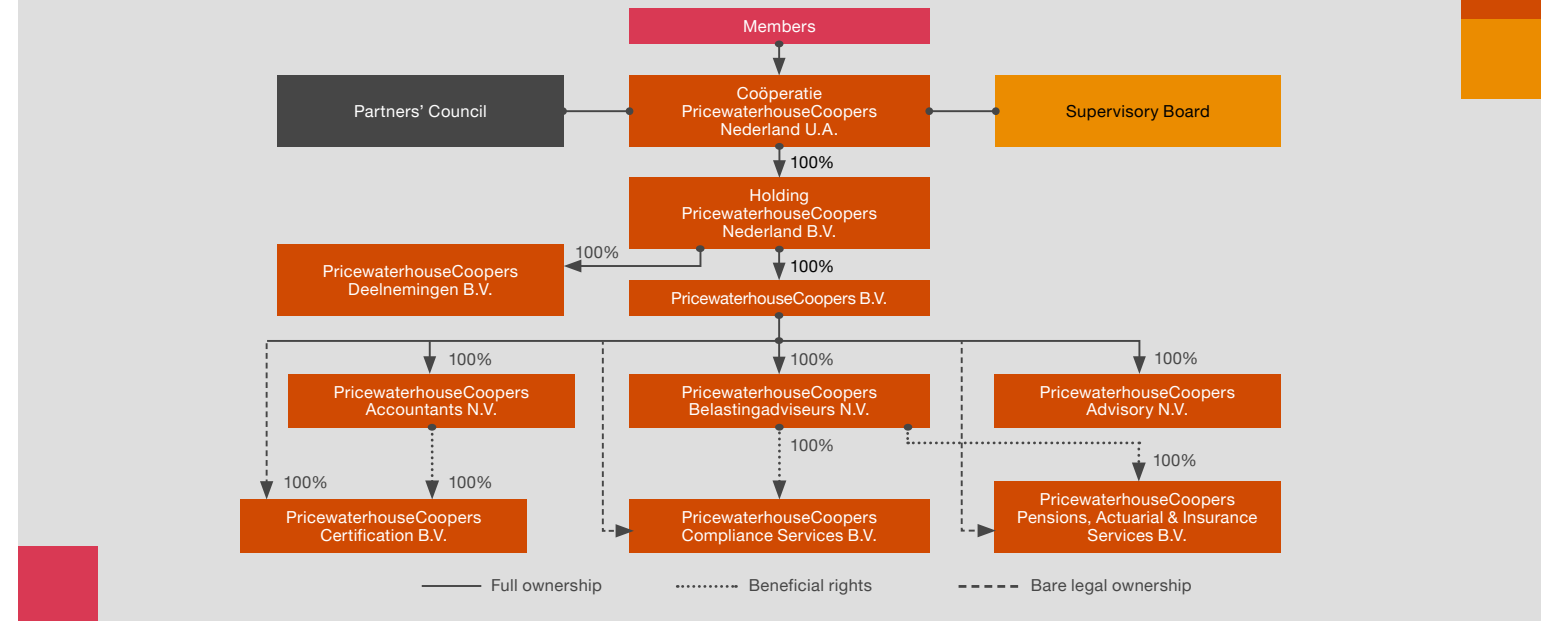 Members
Partners’ Council
Coöperatie
PricewaterhouseCoopers
Nederland U.A.
Supervisory Board
100%
Holding
PricewaterhouseCoopers
Nederland B.V.
100%
100%
PricewaterhouseCoopers
Deelnemingen B.V.
PricewaterhouseCoopers B.V.
100%
100%
100%
PricewaterhouseCoopers
Accountants N.V.
PricewaterhouseCoopers
Belastingadviseurs N.V.
PricewaterhouseCoopers
Advisory N.V.
100%
100%
100%
100%
PricewaterhouseCoopers
Certification B.V.
PricewaterhouseCoopers
Compliance Services B.V.
PricewaterhouseCoopers
Pensions, Actuarial & Insurance
Services B.V.
Full ownership
Beneficial rights
Bare legal ownership